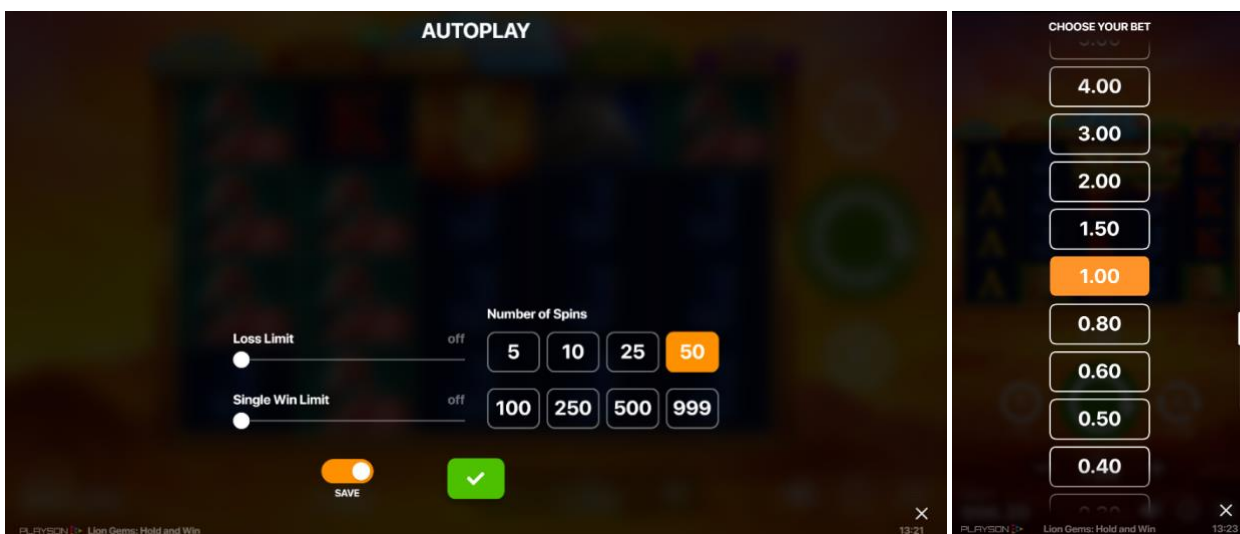 AUTOPLAY
Number of Spins
Loss Limit off
5 10 25 50
Single Win Limit off
100 250 500 999
SAVE
PLAYSON Lion Gems: Hold and Win 13:21
CHOOSE YOUR BET
4.00
3.00
2.00
1.50
1.00
0.80
0.60
0.50
0.40
PLAYSON Lion Gems: Hold and Win 13:23